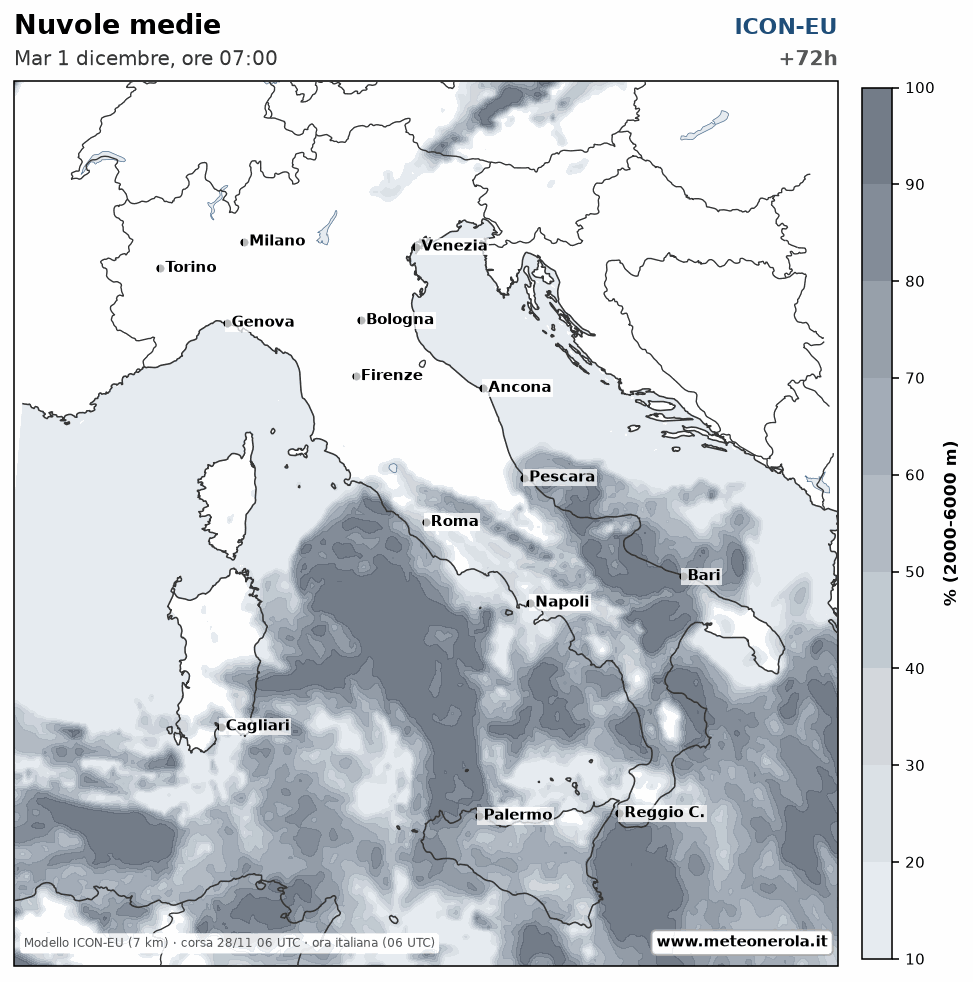 Nuvole medie
ICON-EU
Mar 1 dicembre, ore 07:00
+72h
Milano
Venezia
Torino
Genova
Bologna
Firenze
Ancona
Pescara
Roma
Bari
Napoli
Cagliari
Palermo
Reggio C.
Modello ICON-EU (7 km) · corsa 28/11 06 UTC · ora italiana (06 UTC)
www.meteonerola.it
100
90
80
70
60
50
40
30
20
10
% (2000-6000 m)